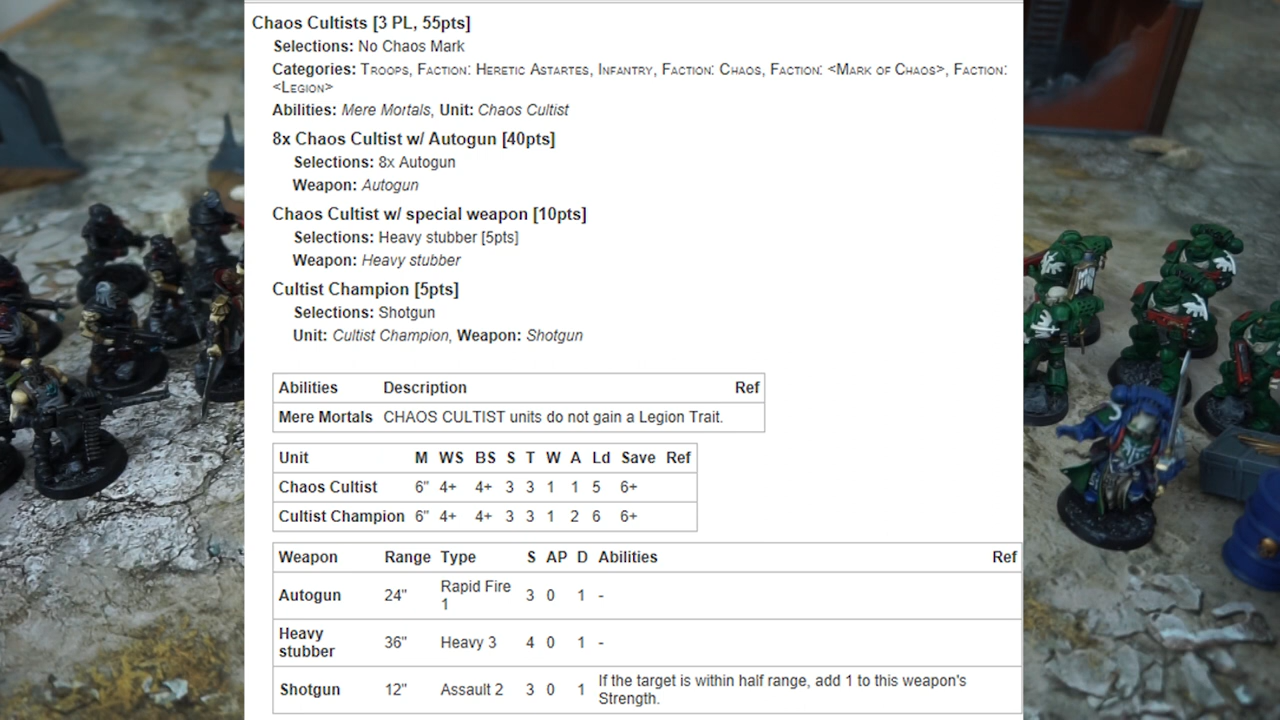 Chaos Cultists [3 PL, 55pts]
Selections: No Chaos Mark
Categories: Troops, Faction: Heretic Astartes, Infantry, Faction: Chaos, Faction: <Mark of Chaos>, Faction:
<Legion>
Abilities: Mere Mortals, Unit: Chaos Cultist
8x Chaos Cultist w/ Autogun [40pts]
Selections: 8x Autogun
Weapon: Autogun
Chaos Cultist w/ special weapon [10pts]
Selections: Heavy stubber [5pts]
Weapon: Heavy stubber
Cultist Champion [5pts]
Selections: Shotgun
Unit: Cultist Champion, Weapon: Shotgun
Abilities Description Ref
Mere Mortals CHAOS CULTIST units do not gain a Legion Trait.
Unit M WS BS S T W A Ld Save Ref
Chaos Cultist 6" 4+ 4+ 3 3 1 1 5 6+
Cultist Champion 6" 4+ 4+ 3 3 1 2 6 6+
Weapon Range Type S AP D Abilities Ref
Autogun 24" Rapid Fire 1 3 0 1 -
Heavy stubber 36" Heavy 3 4 0 1 -
Shotgun 12" Assault 2 3 0 1 If the target is within half range, add 1 to this weapon's
Strength.